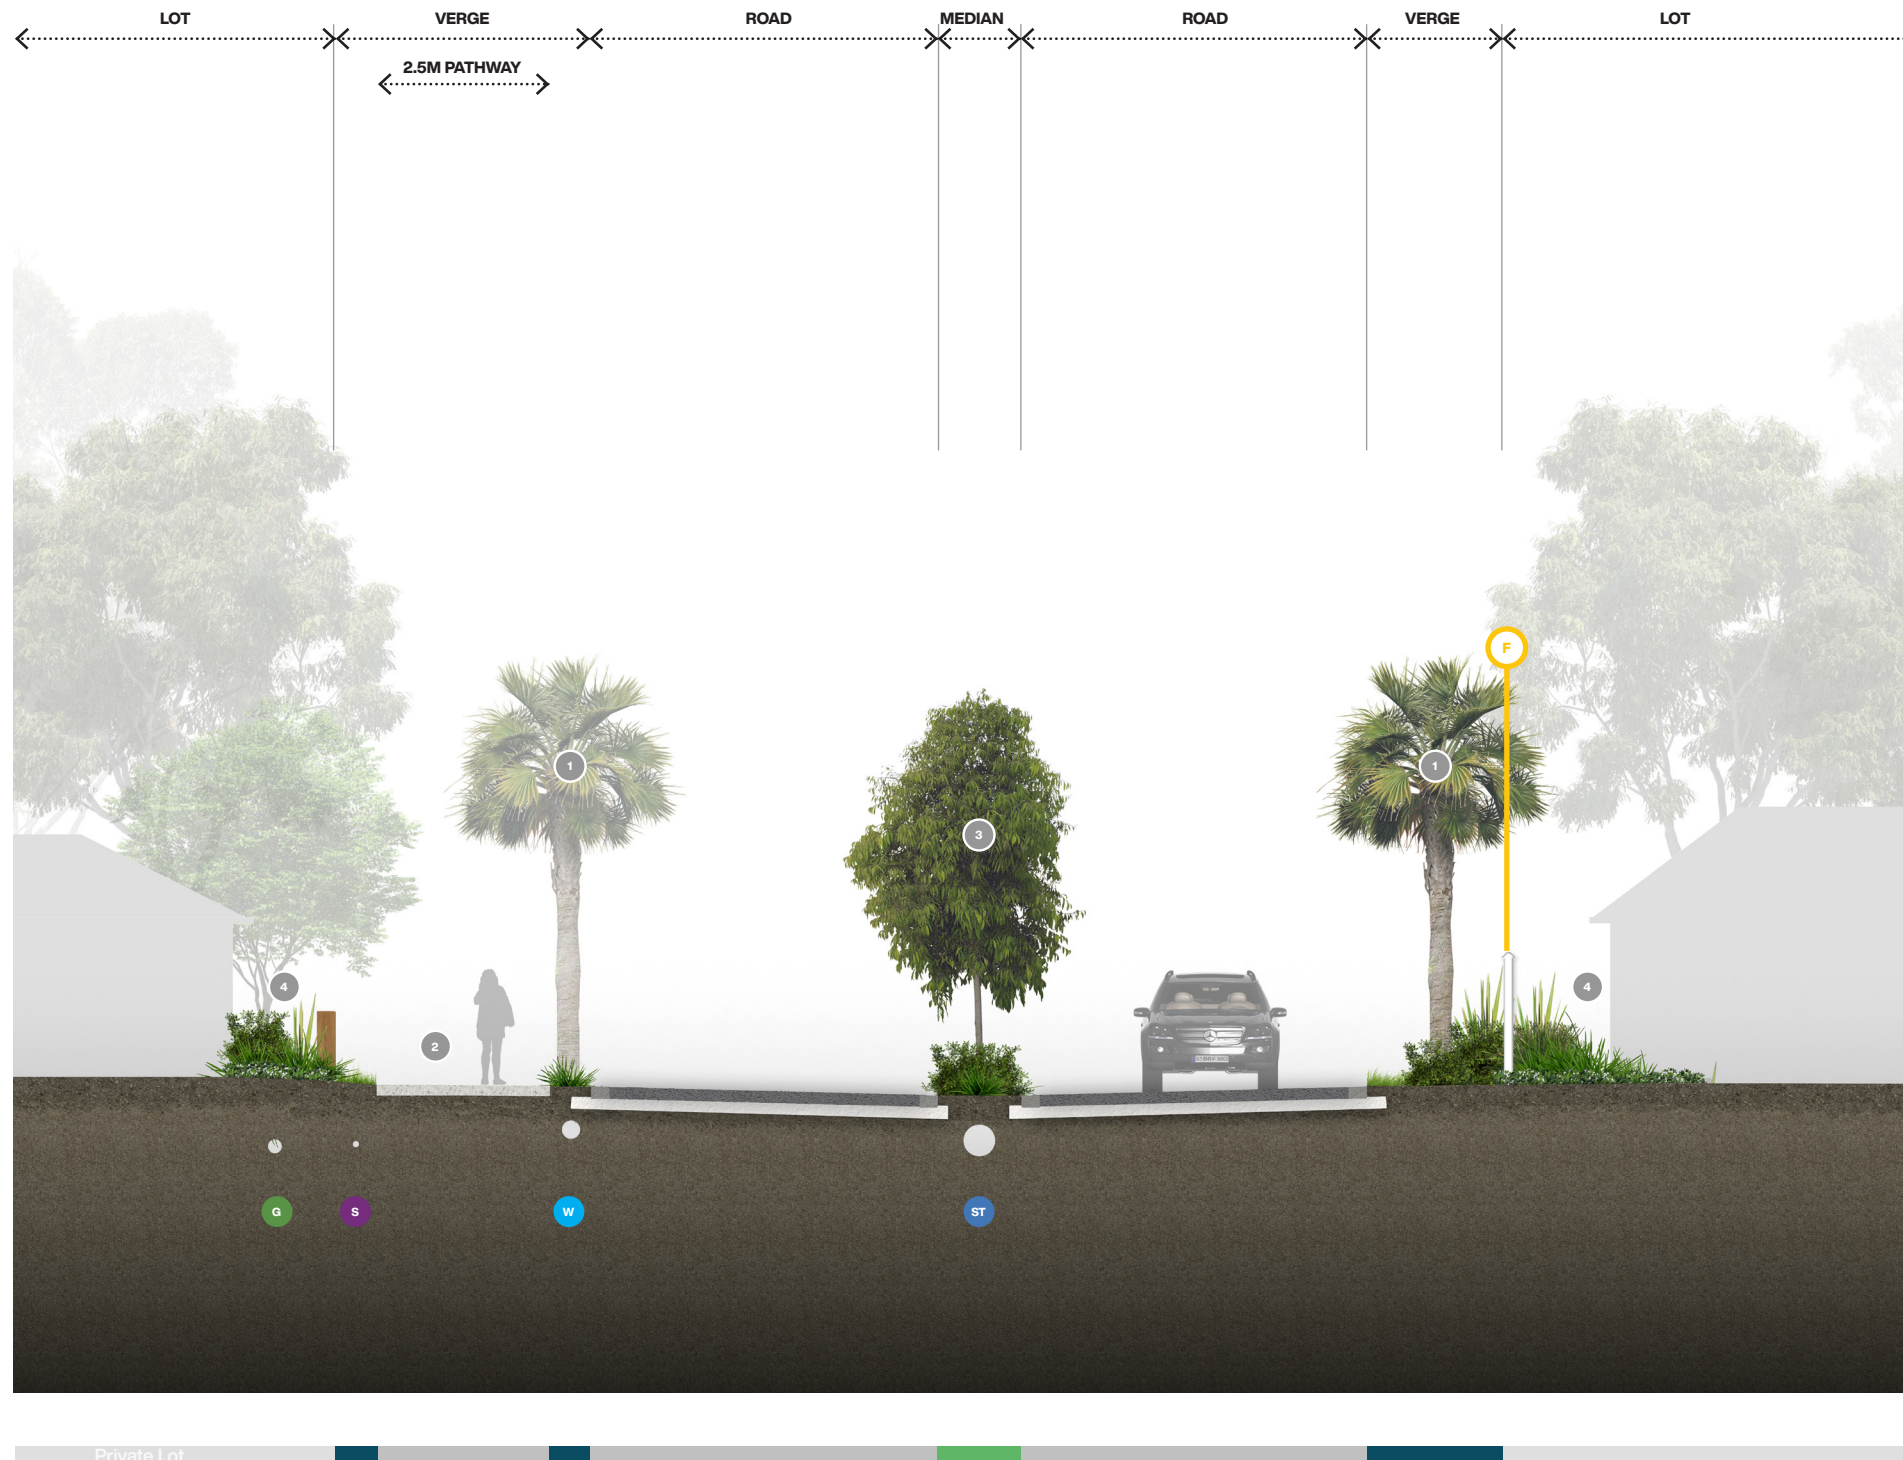 LOT VERGE ROAD MEDIAN ROAD VERGE LOT
2.5M PATHWAY
F
1 1
3
4 4
2
G S W ST
Private Lot